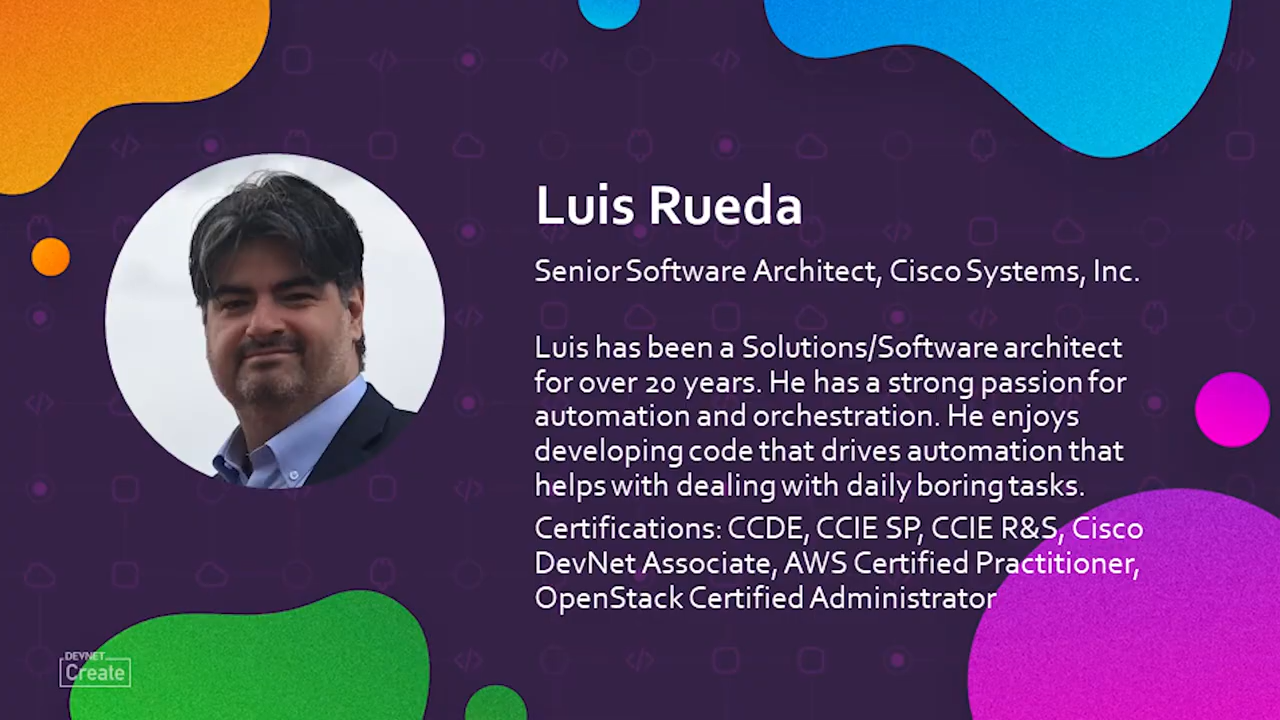 Luis Rueda
Senior Software Architect, Cisco Systems, Inc.
Luis has been a Solutions/Software architect
for over 20 years. He has a strong passion for
automation and orchestration. He enjoys
developing code that drives automation that
helps with dealing with daily boring tasks.
Certifications: CCDE, CCIE SP, CCIE R&S, Cisco
DevNet Associate, AWS Certified Practitioner,
OpenStack Certified Administrator
DEVNET
Create